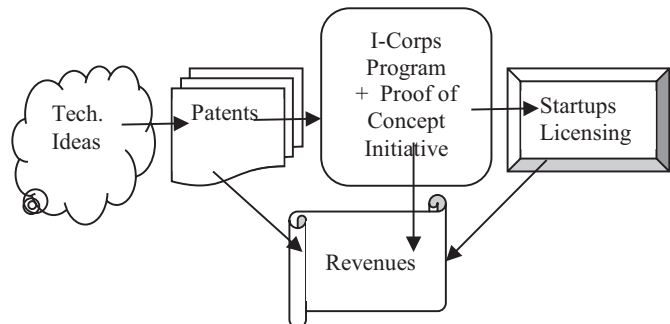 Tech.
Ideas
Patents
I-Corps
Program
+ Proof of
Concept
Initiative
Startups
Licensing
Revenues